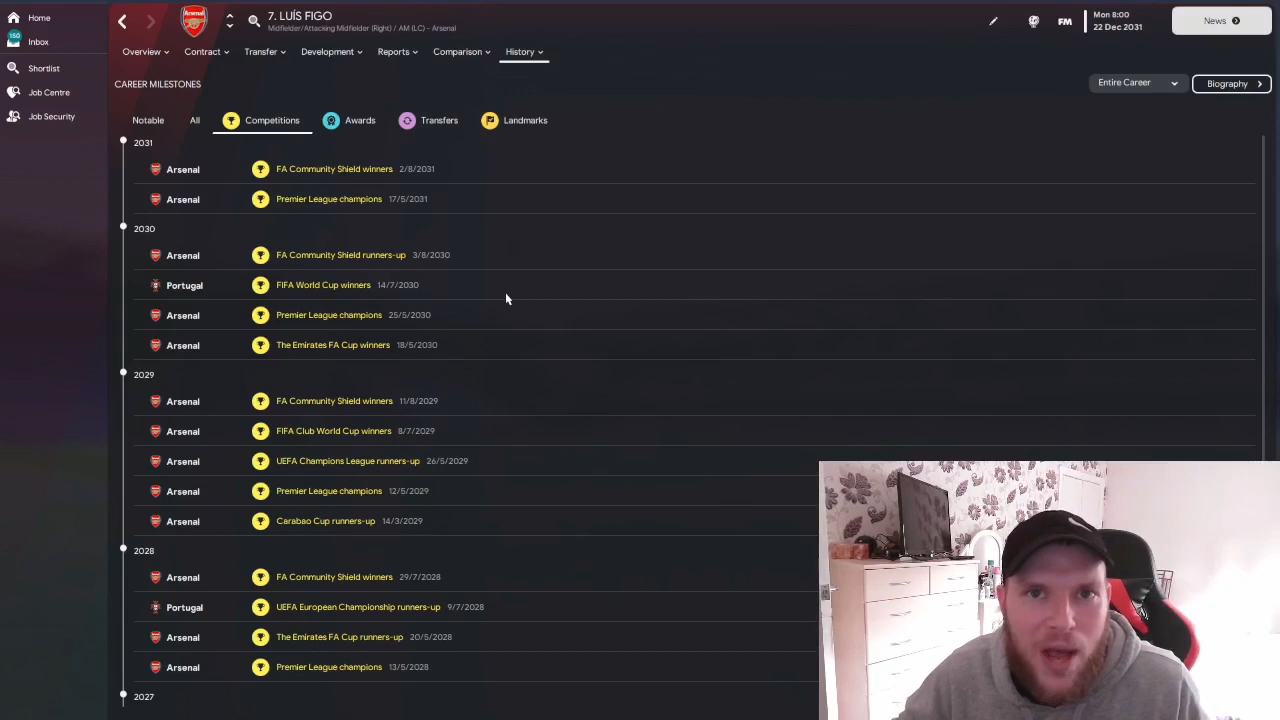 Home
150
Inbox
Shortlist
Job Centre
Job Security
Arsenal
7. LUÍS FIGO
Midfielder/Attacking Midfielder (Right) / AM (LC) - Arsenal
FM
Mon 8:00
22 Dec 2031
News
Overview
Contract
Transfer
Development
Reports
Comparison
History
CAREER MILESTONES
Entire Career
Biography
Notable
All
Competitions
Awards
Transfers
Landmarks
2031
Arsenal FA Community Shield winners 2/8/2031
Arsenal Premier League champions 17/5/2031
2030
Arsenal FA Community Shield runners-up 3/8/2030
Portugal FIFA World Cup winners 14/7/2030
Arsenal Premier League champions 25/5/2030
Arsenal The Emirates FA Cup winners 18/5/2030
2029
Arsenal FA Community Shield winners 11/8/2029
Arsenal FIFA Club World Cup winners 8/7/2029
Arsenal UEFA Champions League runners-up 26/5/2029
Arsenal Premier League champions 12/5/2029
Arsenal Carabao Cup runners-up 14/3/2029
2028
Arsenal FA Community Shield winners 29/7/2028
Portugal UEFA European Championship runners-up 9/7/2028
Arsenal The Emirates FA Cup runners-up 20/5/2028
Arsenal Premier League champions 13/5/2028
2027